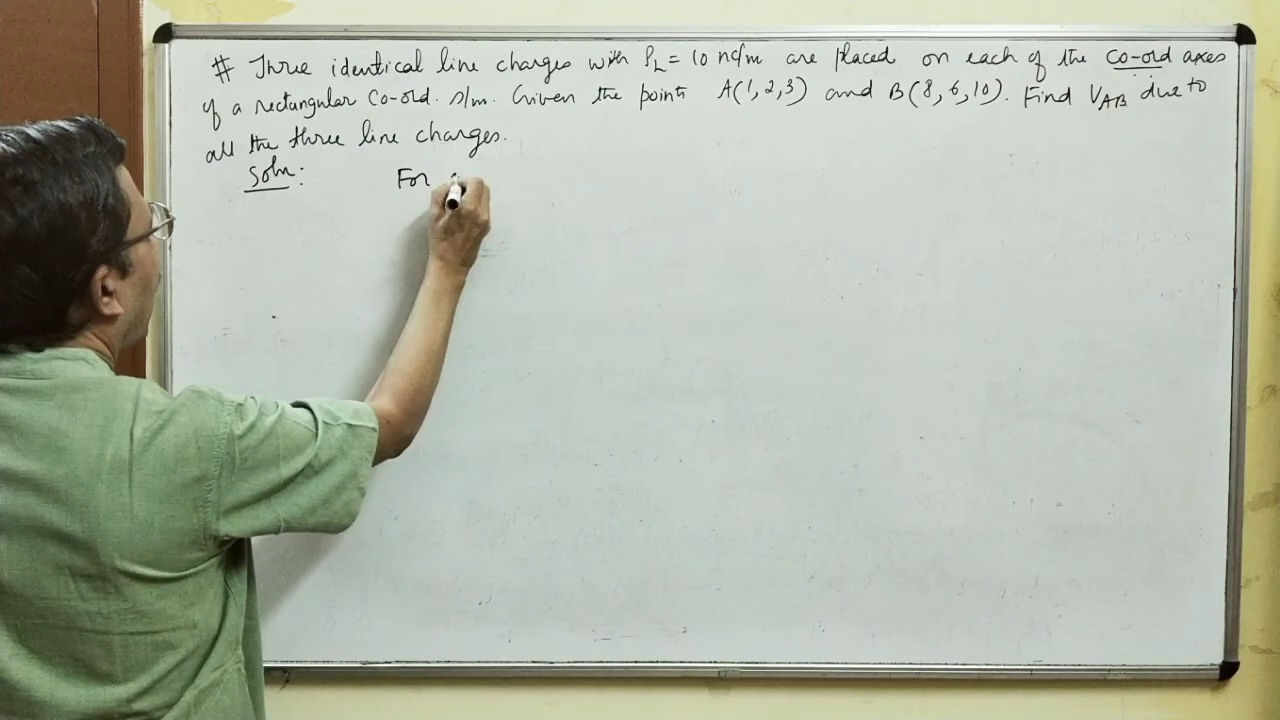 # Three identical line charges with ρL = 10 nc/m are placed on each of the co-ord axes
of a rectangular co-ord. s/m. Given the points A(1, 2, 3) and B(8, 6, 10). Find VAB due to
all the three line charges.
Soln: For